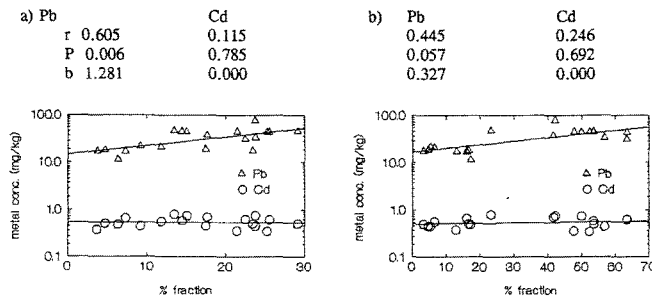 a) Pb Cd
r 0.605 0.115
P 0.006 0.785
b 1.281 0.000
metal conc. (mg/kg)
100.0
10.0
1.0
0.1
△ Pb
○ Cd
0 10 20 30
% fraction
b) Pb Cd
0.445 0.246
0.057 0.692
0.327 0.000
metal conc. (mg/kg)
100.0
10.0
1.0
0.1
△ Pb
○ Cd
0 10 20 30 40 50 60 70
% fraction